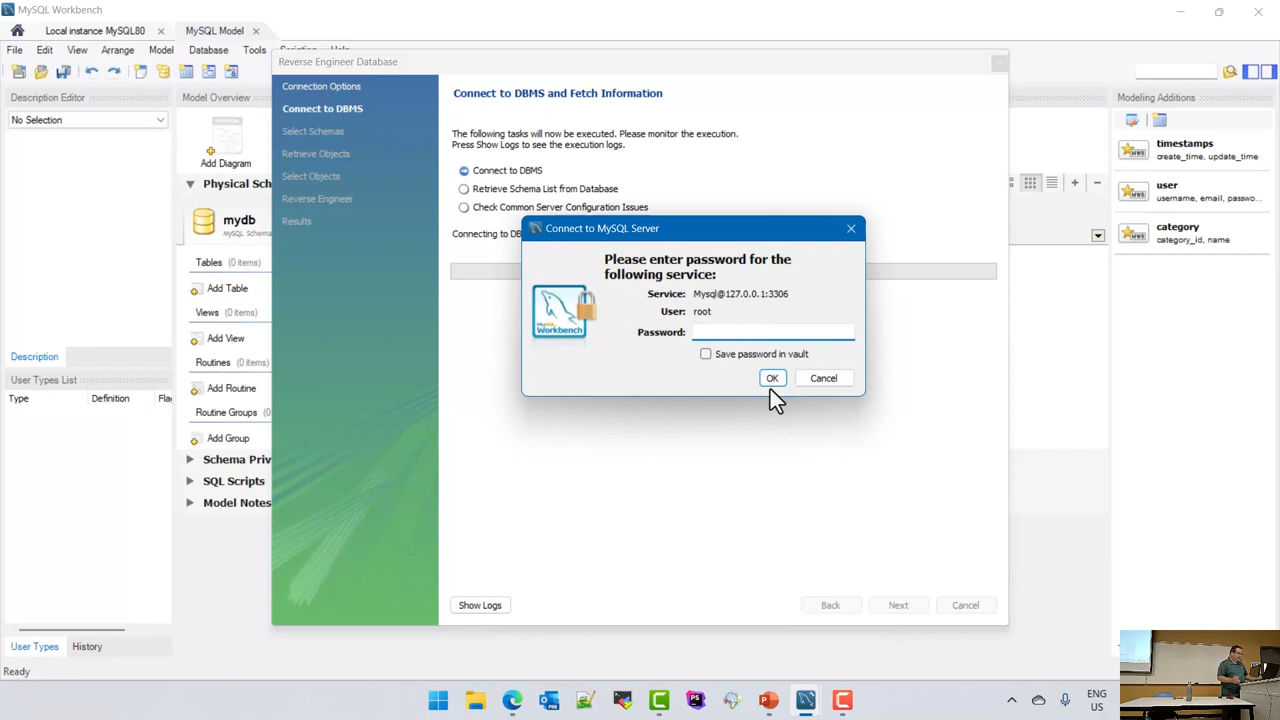 MySQL Workbench
Local instance MySQL80
MySQL Model
File Edit View Arrange Model Database Tools Scripting Help
Description Editor
No Selection
Model Overview
Add Diagram
Physical Sch
mydb
MySQL Schema
Tables (0 items)
Add Table
Views (0 items)
Add View
Routines (0 items)
Add Routine
Routine Groups (0
Add Group
Schema Priv
SQL Scripts
Model Notes
Description
User Types List
Type Definition Flag
User Types History
Ready
Reverse Engineer Database
Connection Options
Connect to DBMS
Select Schemas
Retrieve Objects
Select Objects
Reverse Engineer
Results
Connect to DBMS and Fetch Information
The following tasks will now be executed. Please monitor the execution.
Press Show Logs to see the execution logs.
Connect to DBMS
Retrieve Schema List from Database
Check Common Server Configuration Issues
Connecting to DB
Connect to MySQL Server
Please enter password for the
following service:
Service: Mysql@127.0.0.1:3306
User: root
Password:
Save password in vault
OK Cancel
MySQL
Workbench
Show Logs
Back Next Cancel
Modeling Additions
timestamps
create_time, update_time
user
username, email, passwo...
category
category_id, name
ENG
US